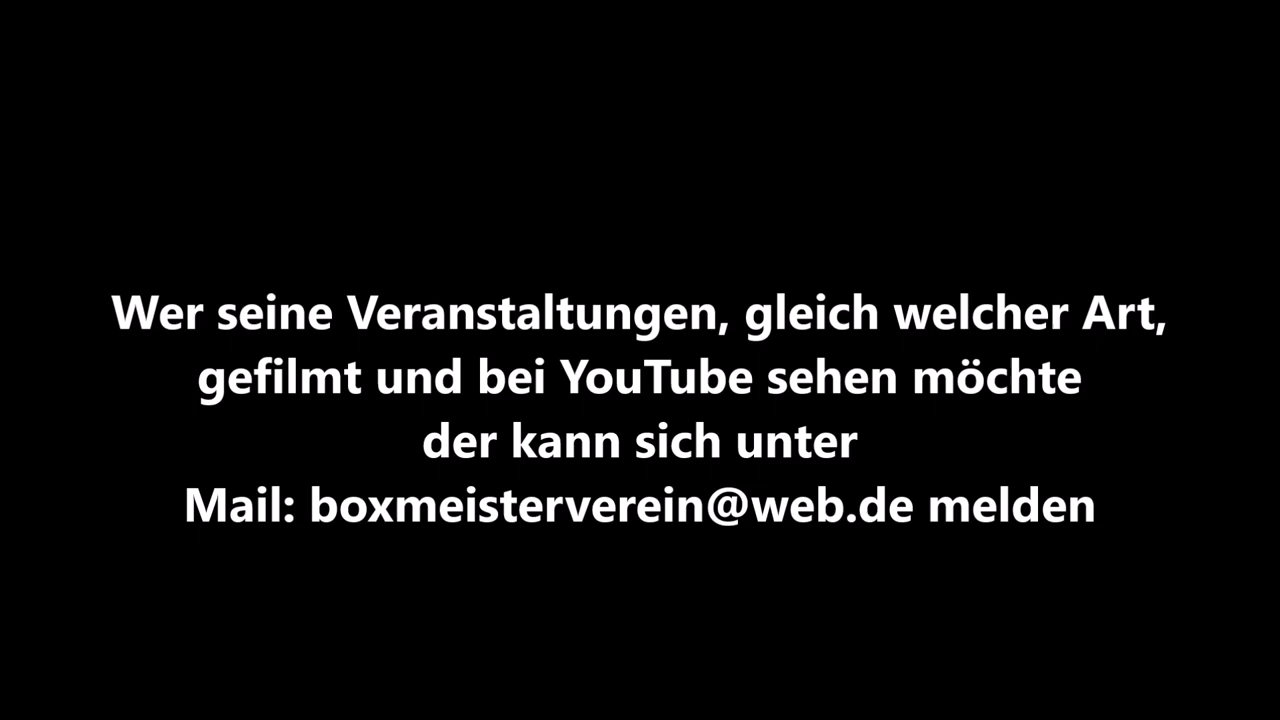 Wer seine Veranstaltungen, gleich welcher Art,
gefilmt und bei YouTube sehen möchte
der kann sich unter
Mail: boxmeisterverein@web.de melden